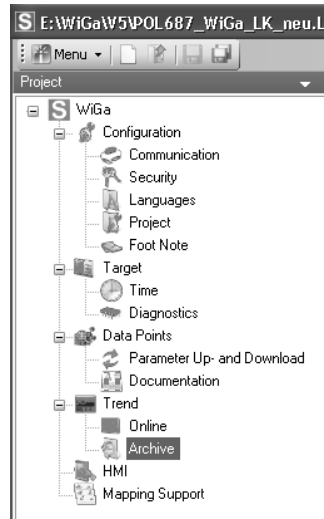 S E:\WiGa\V5\POL687_WiGa_LK_neu.L
Menu
Project
S WiGa
Configuration
Communication
Security
Languages
Project
Foot Note
Target
Time
Diagnostics
Data Points
Parameter Up- and Download
Documentation
Trend
Online
Archive
HMI
Mapping Support